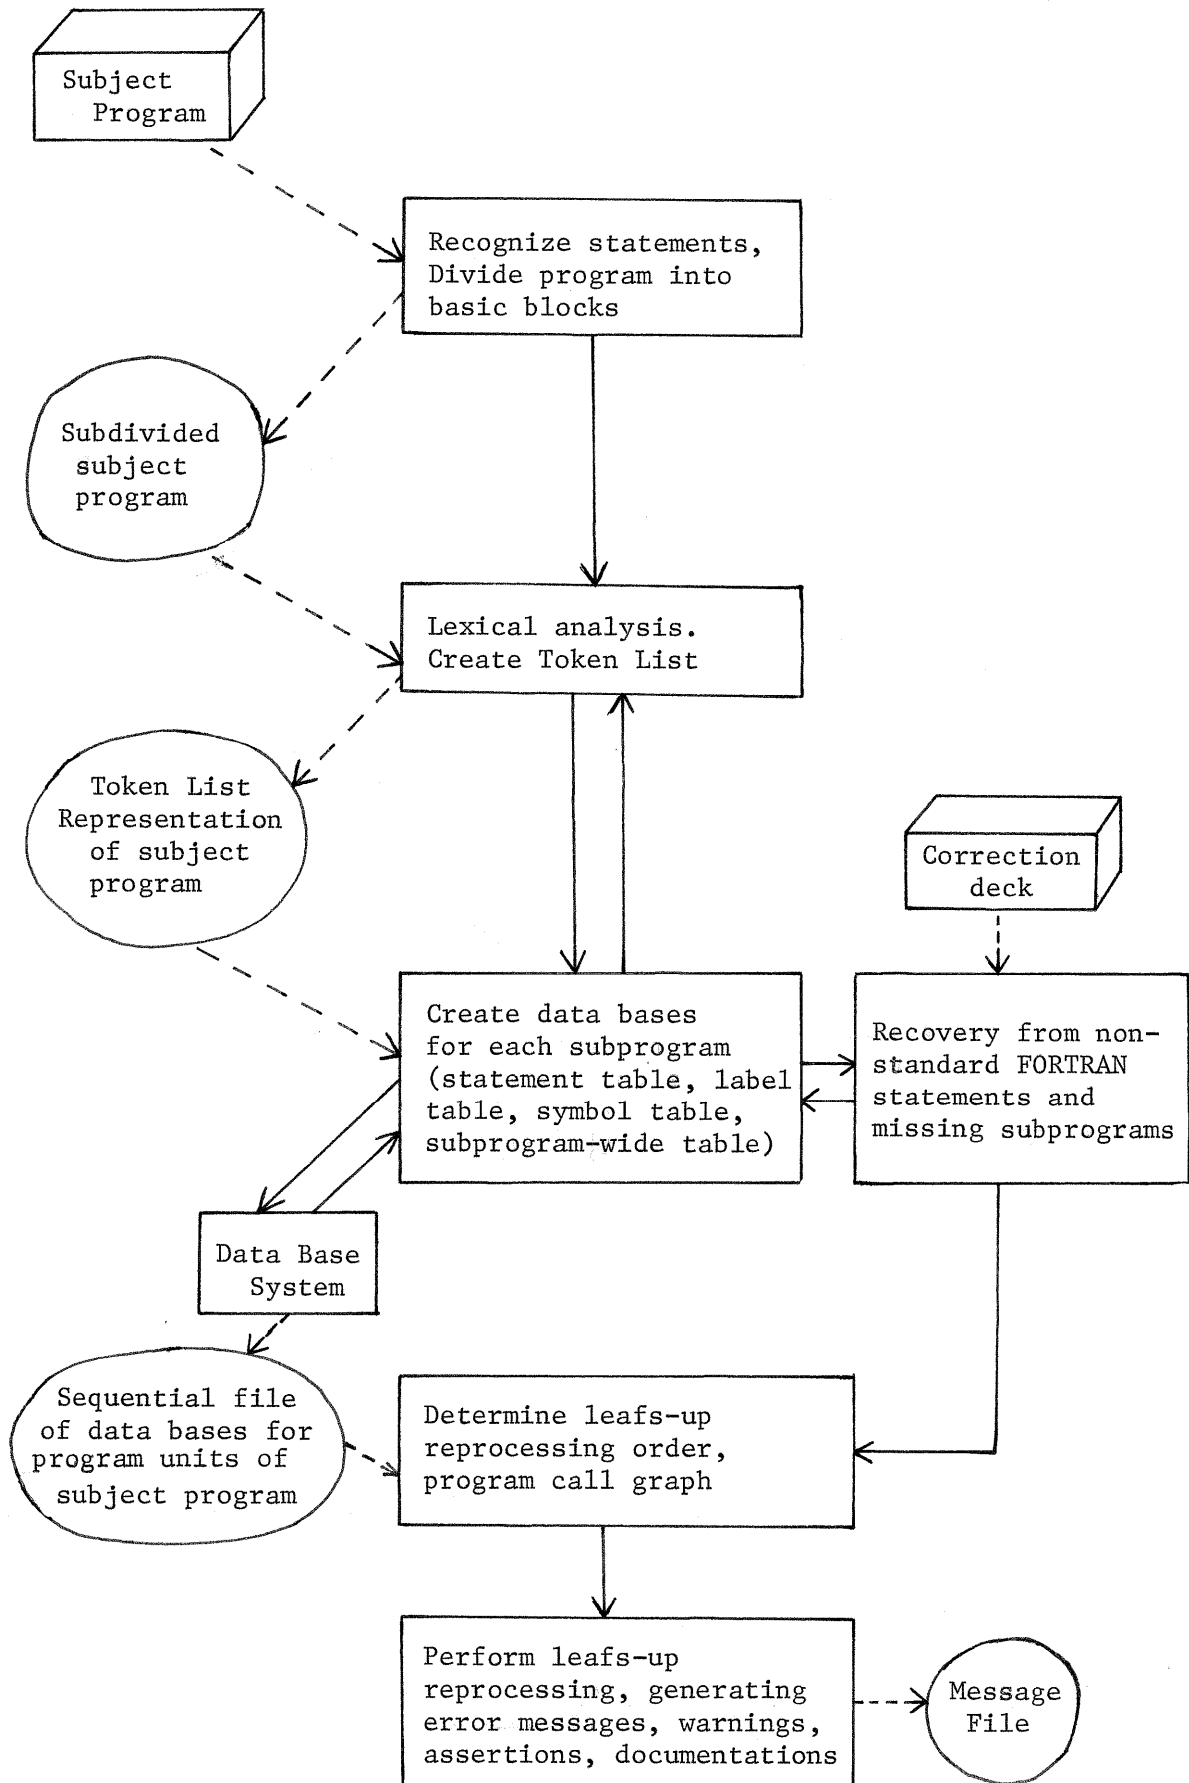 Subject
Program
Recognize statements,
Divide program into
basic blocks
Subdivided
subject
program
Lexical analysis.
Create Token List
Token List
Representation
of subject
program
Correction
deck
Create data bases
for each subprogram
(statement table, label
table, symbol table,
subprogram-wide table)
Recovery from non-
standard FORTRAN
statements and
missing subprograms
Data Base
System
Sequential file
of data bases for
program units of
subject program
Determine leafs-up
reprocessing order,
program call graph
Perform leafs-up
reprocessing, generating
error messages, warnings,
assertions, documentations
Message
File